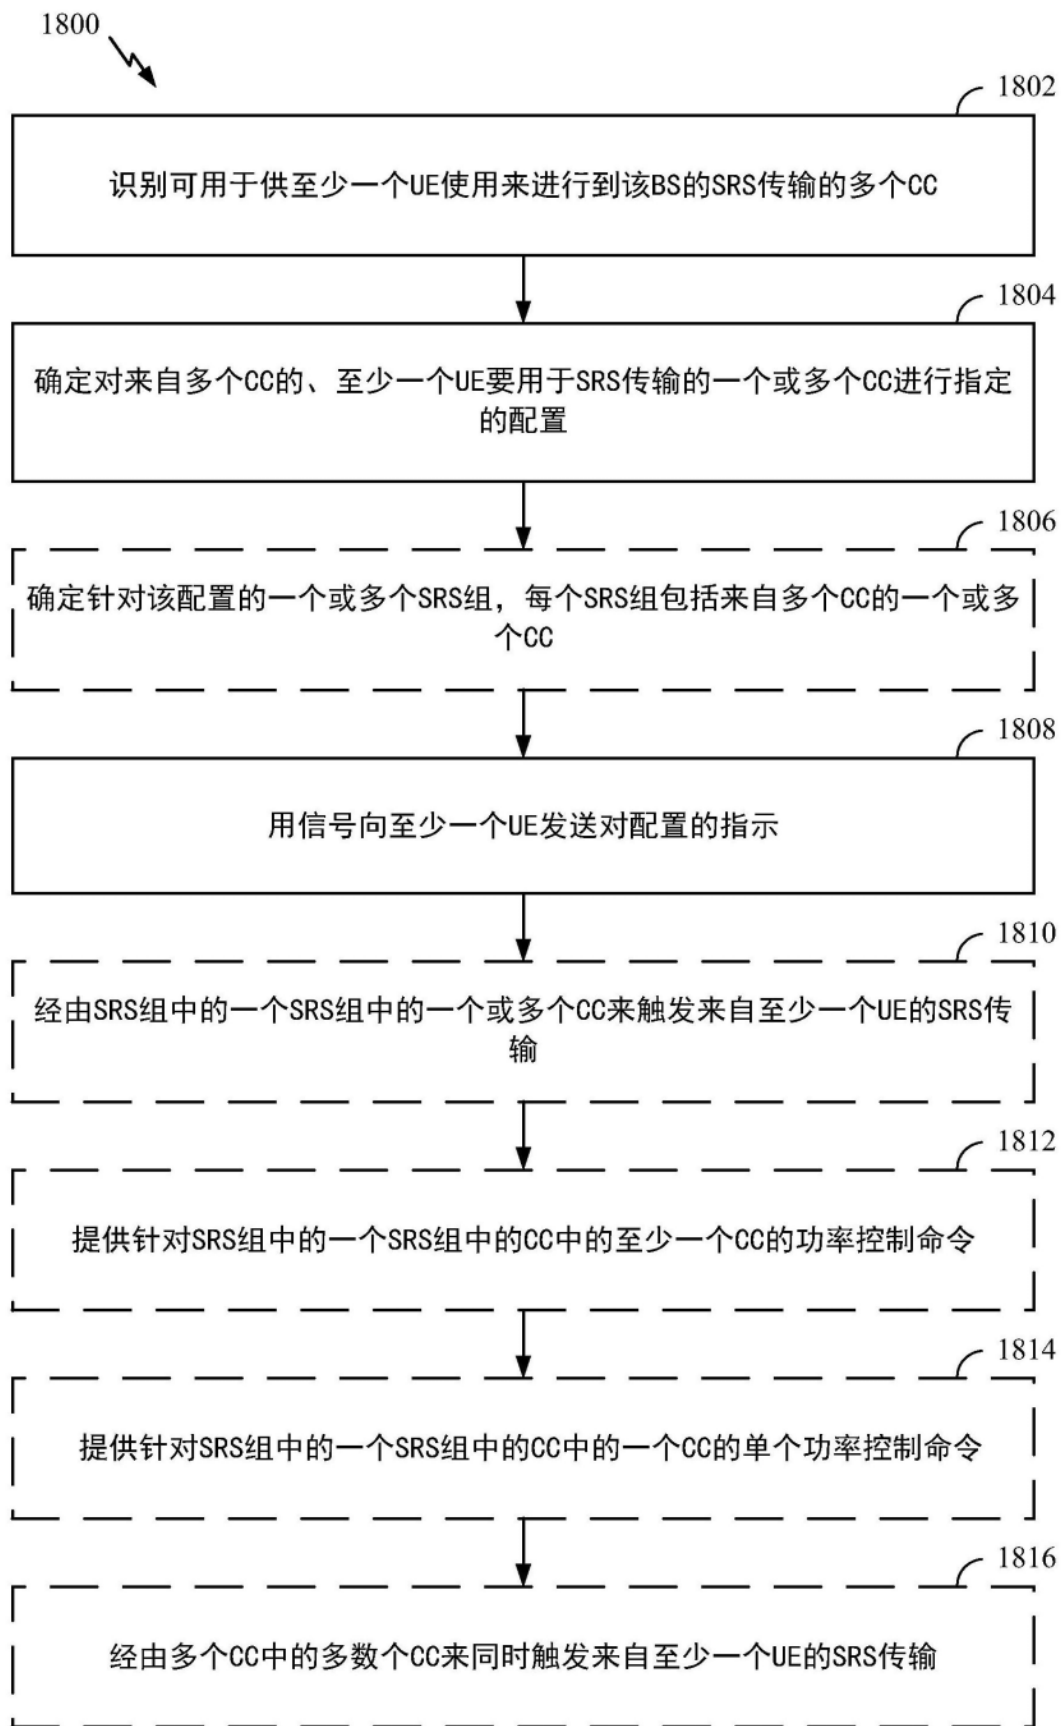 1800
1802
识别可用于供至少一个UE使用来进行到该BS的SRS传输的多个CC
1804
确定对来自多个CC的、至少一个UE要用于SRS传输的一个或多个CC进行指定
的配置
1806
确定针对该配置的一个或多个SRS组，每个SRS组包括来自多个CC的一个或多
个CC
1808
用信号向至少一个UE发送对配置的指示
1810
经由SRS组中的一个SRS组中的一个或多个CC来触发来自至少一个UE的SRS传
输
1812
提供针对SRS组中的一个SRS组中的CC中的至少一个CC的功率控制命令
1814
提供针对SRS组中的一个SRS组中的CC中的一个CC的单个功率控制命令
1816
经由多个CC中的多数个CC来同时触发来自至少一个UE的SRS传输